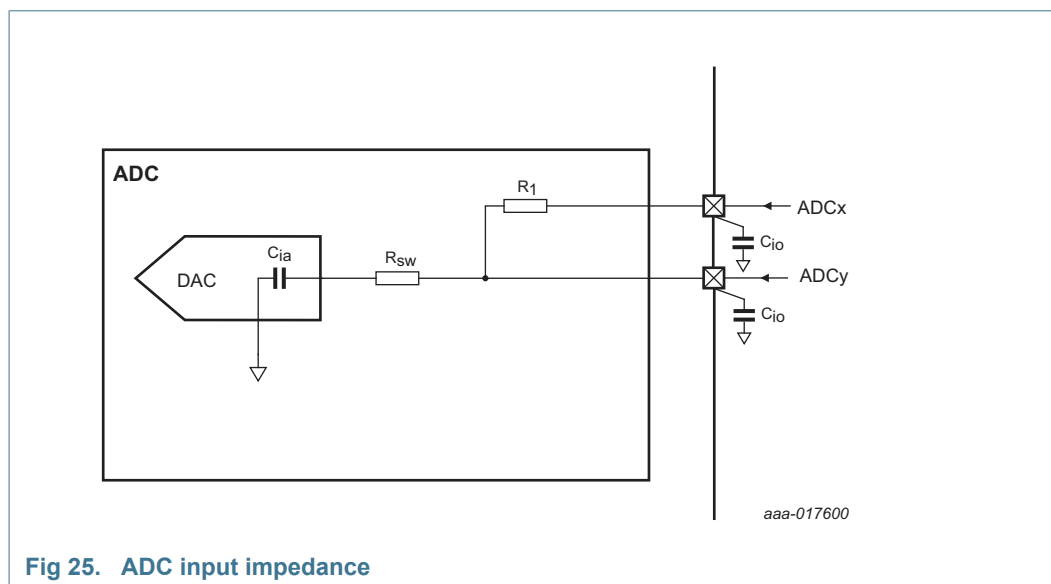 ADC
R1
ADCx
Cia
Rsw
Cio
DAC
ADCy
Cio
aaa-017600
Fig 25. ADC input impedance